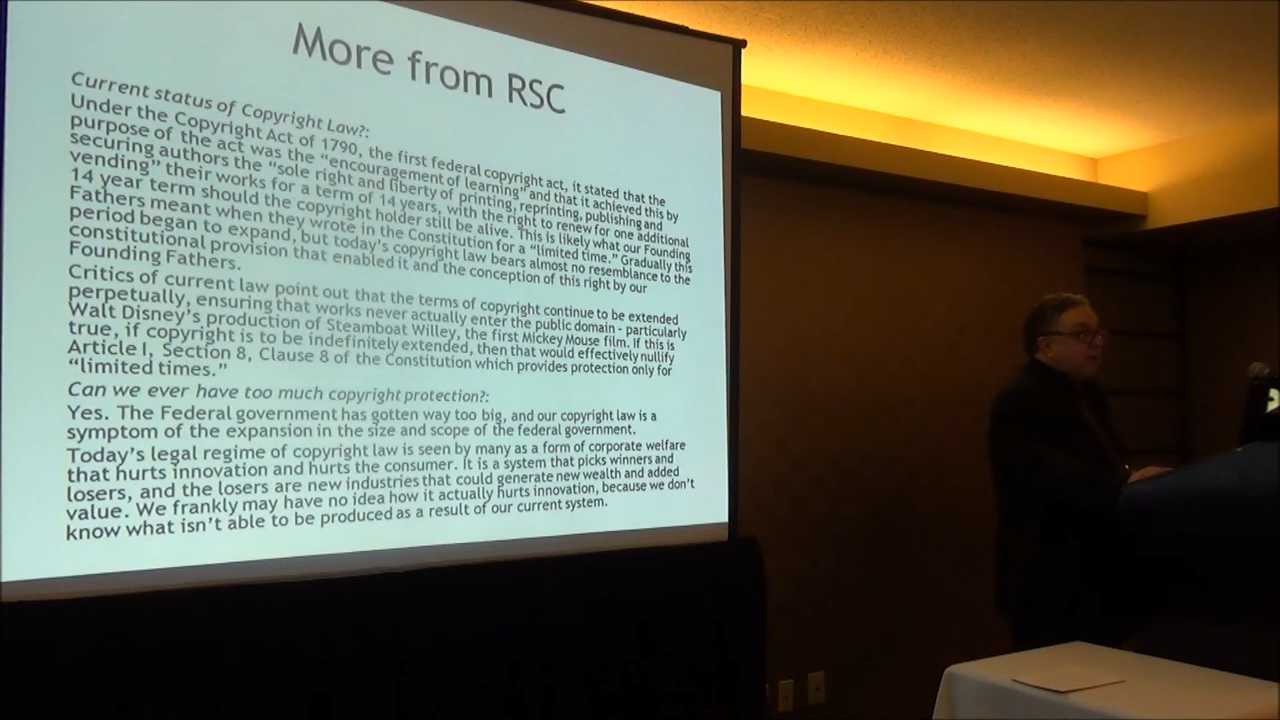 More from RSC
Current status of Copyright Law?:
Under the Copyright Act of 1790, the first federal copyright act, it stated that the
purpose of the act was the “encouragement of learning” and that it achieved this by
securing authors the “sole right and liberty of printing, reprinting, publishing and
vending” their works for a term of 14 years, with the right to renew for one additional
14 year term should the copyright holder still be alive. This is likely what our Founding
Fathers meant when they wrote in the Constitution for a “limited time.” Gradually this
period began to expand, but today’s copyright law bears almost no resemblance to the
constitutional provision that enabled it and the conception of this right by our
Founding Fathers.
Critics of current law point out that the terms of copyright continue to be extended
perpetually, ensuring that works never actually enter the public domain - particularly
Walt Disney’s production of Steamboat Willey, the first Mickey Mouse film. If this is
true, if copyright is to be indefinitely extended, then that would effectively nullify
Article I, Section 8, Clause 8 of the Constitution which provides protection only for
“limited times.”
Can we ever have too much copyright protection?:
Yes. The Federal government has gotten way too big, and our copyright law is a
symptom of the expansion in the size and scope of the federal government.
Today’s legal regime of copyright law is seen by many as a form of corporate welfare
that hurts innovation and hurts the consumer. It is a system that picks winners and
losers, and the losers are new industries that could generate new wealth and added
value. We frankly may have no idea how it actually hurts innovation, because we don’t
know what isn’t able to be produced as a result of our current system.